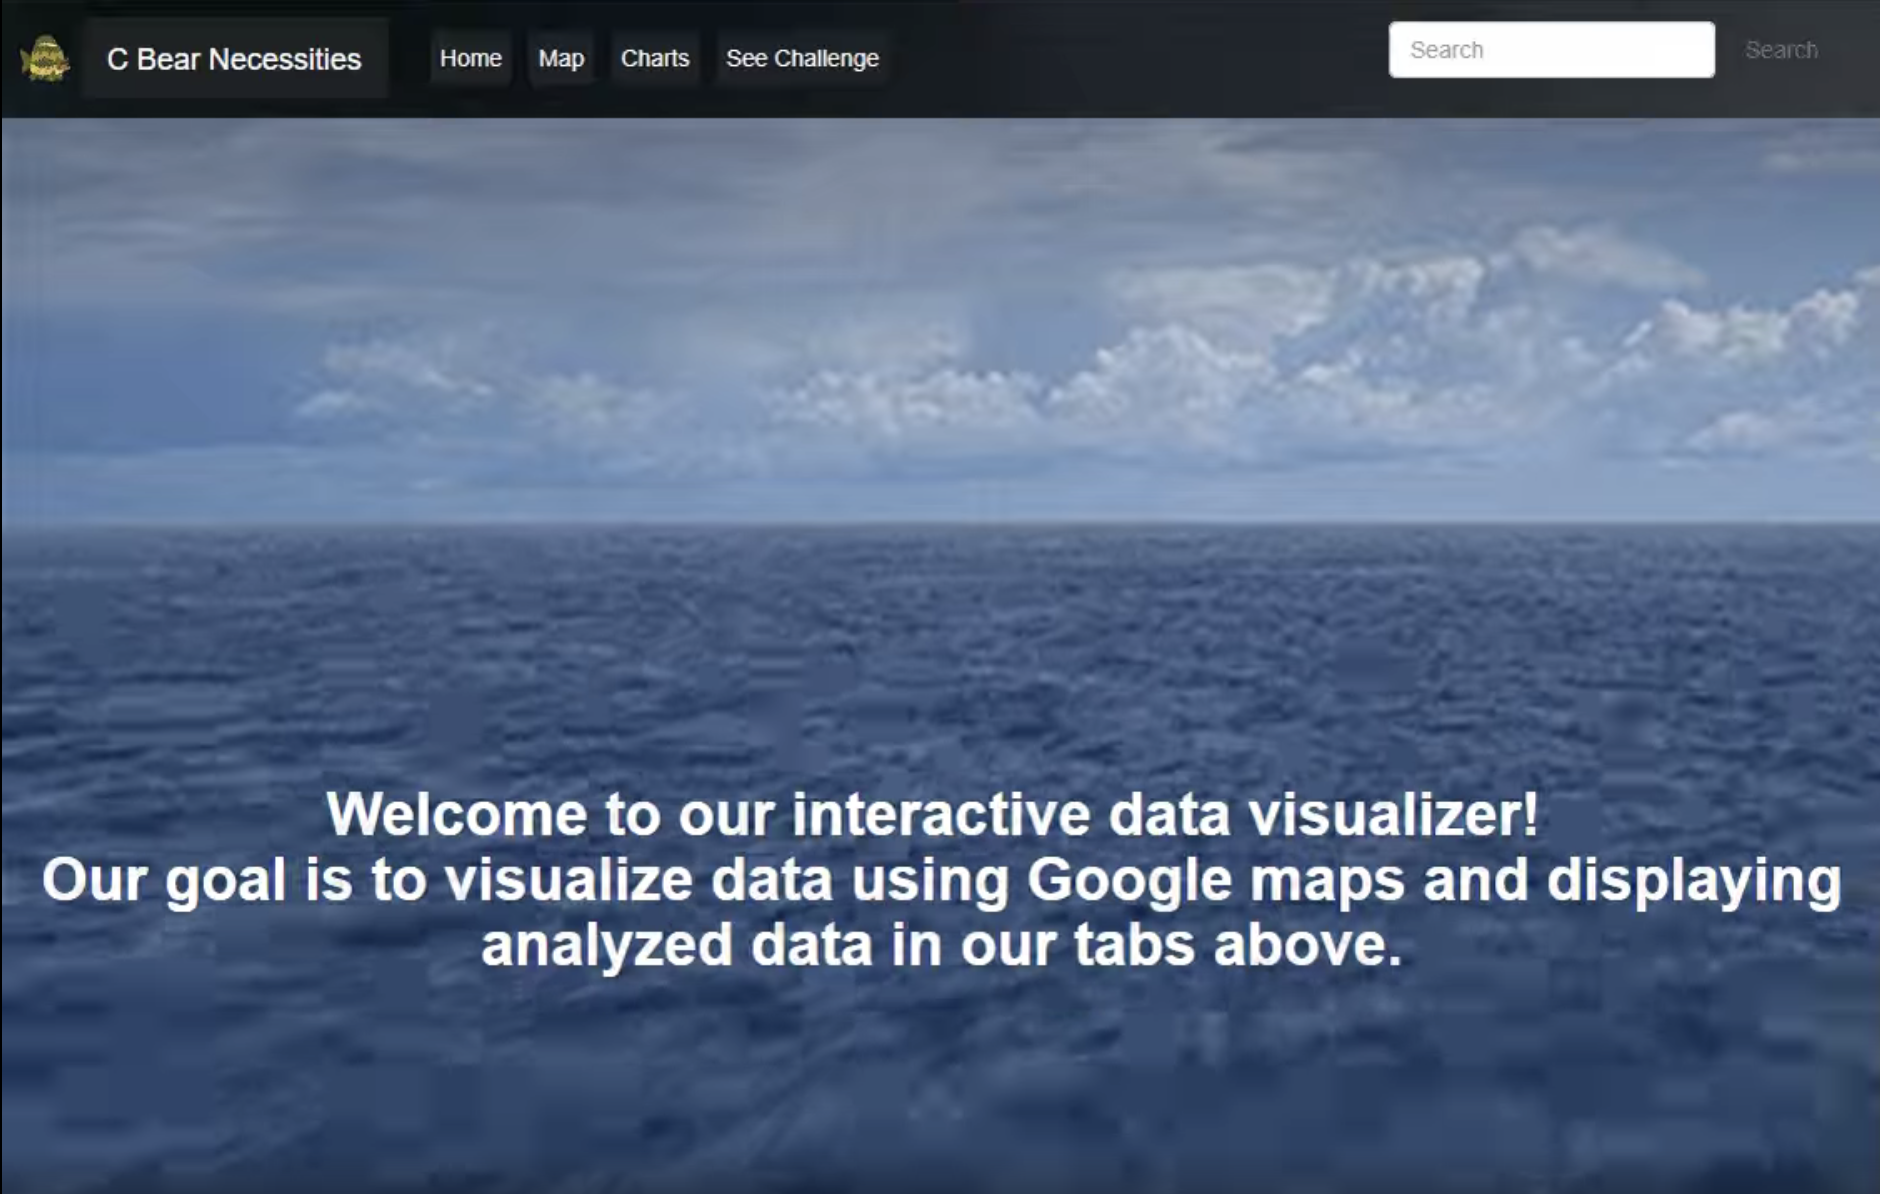 C Bear Necessities
Home Map Charts See Challenge
Search Search
Welcome to our interactive data visualizer!
Our goal is to visualize data using Google maps and displaying
analyzed data in our tabs above.